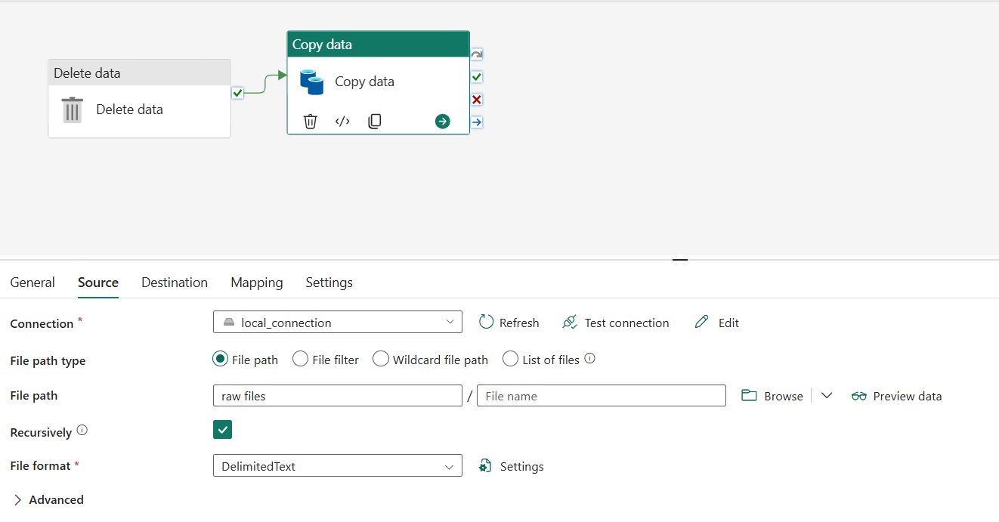 Copy data
Delete data
Copy data
Delete data
General Source Destination Mapping Settings
Connection * local_connection Refresh Test connection Edit
File path type File path File filter Wildcard file path List of files
File path raw files / File name Browse Preview data
Recursively
File format * DelimitedText Settings
Advanced